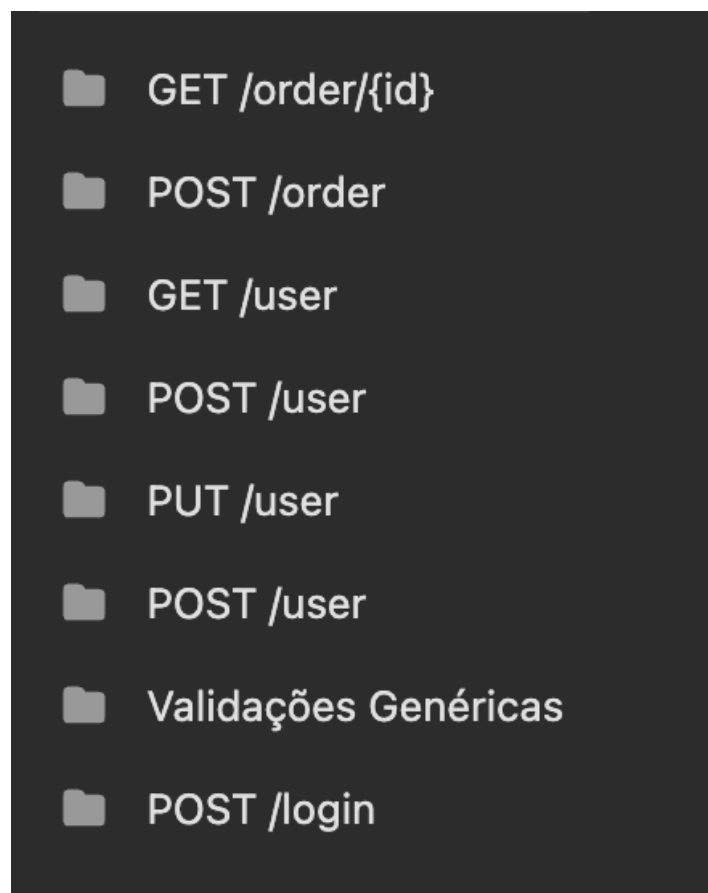 GET /order/{id}
POST /order
GET /user
POST /user
PUT /user
POST /user
Validações Genéricas
POST /login